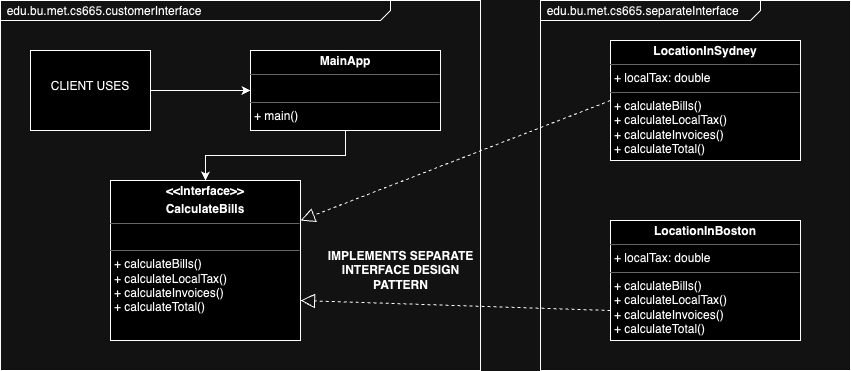 edu.bu.met.cs665.customerInterface
CLIENT USES
MainApp
+ main()
<<Interface>>
CalculateBills
+ calculateBills()
+ calculateLocalTax()
+ calculateInvoices()
+ calculateTotal()
IMPLEMENTS SEPARATE
INTERFACE DESIGN
PATTERN
edu.bu.met.cs665.separateInterface
LocationInSydney
+ localTax: double
+ calculateBills()
+ calculateLocalTax()
+ calculateInvoices()
+ calculateTotal()
LocationInBoston
+ localTax: double
+ calculateBills()
+ calculateLocalTax()
+ calculateInvoices()
+ calculateTotal()